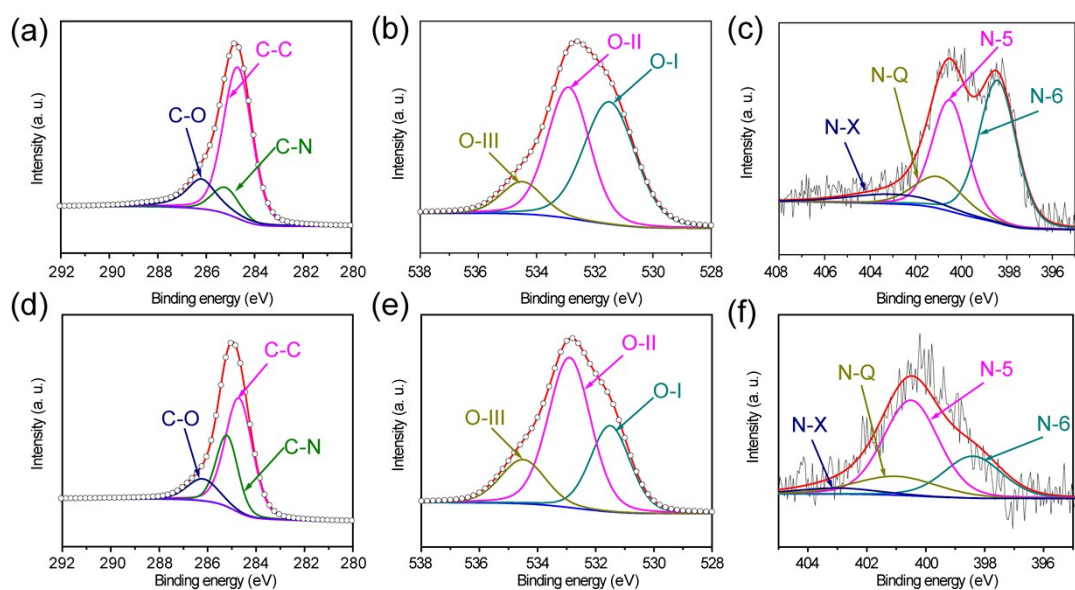 (a)
C-C
C-O
C-N
Intensity (a. u.)
292 290 288 286 284 282 280
Binding energy (eV)
(b)
O-II
O-I
O-III
Intensity (a. u.)
538 536 534 532 530 528
Binding energy (eV)
(c)
N-5
N-Q
N-6
N-X
Intensity (a. u.)
408 406 404 402 400 398 396
Binding energy (eV)
(d)
C-C
C-O
C-N
Intensity (a. u.)
292 290 288 286 284 282 280
Binding energy (eV)
(e)
O-II
O-I
O-III
Intensity (a. u.)
538 536 534 532 530 528
Binding energy (eV)
(f)
N-Q
N-5
N-X
N-6
Intensity (a. u.)
404 402 400 398 396
Binding energy (eV)